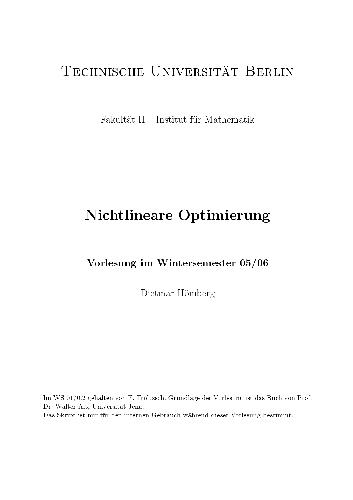 TECHNISCHE UNIVERSITÄT BERLIN
Fakultät II – Institut für Mathematik
Nichtlineare Optimierung
Vorlesung im Wintersemester 05/06
Dietmar Hömberg
Im WS 01/02 gehalten von F. Tröltzsch. Grundlage der Vorlesung ist das Buch von Prof.
Dr. Walter Alt, Universität Jena.
Das Skript ist nur für den internen Gebrauch während dieser Vorlesung bestimmt.